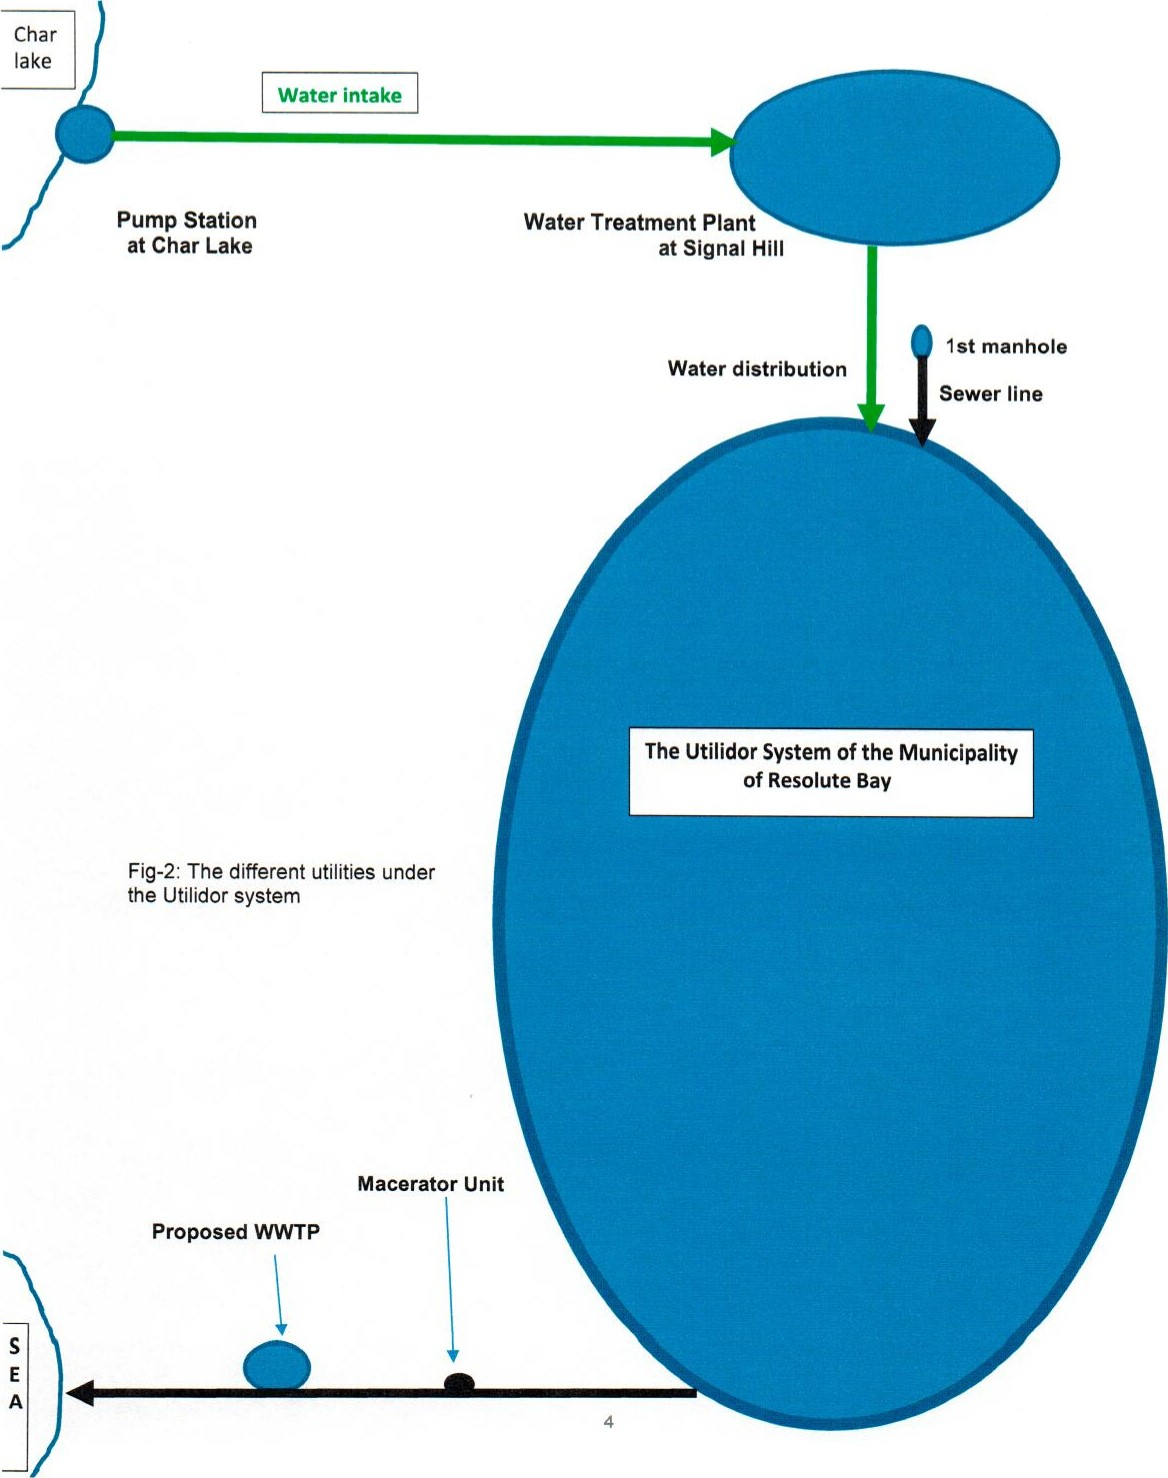 Char
lake
Water intake
Pump Station
at Char Lake
Water Treatment Plant
at Signal Hill
1st manhole
Water distribution
Sewer line
The Utilidor System of the Municipality
of Resolute Bay
Fig-2: The different utilities under
the Utilidor system
Macerator Unit
Proposed WWTP
S
E
A
4